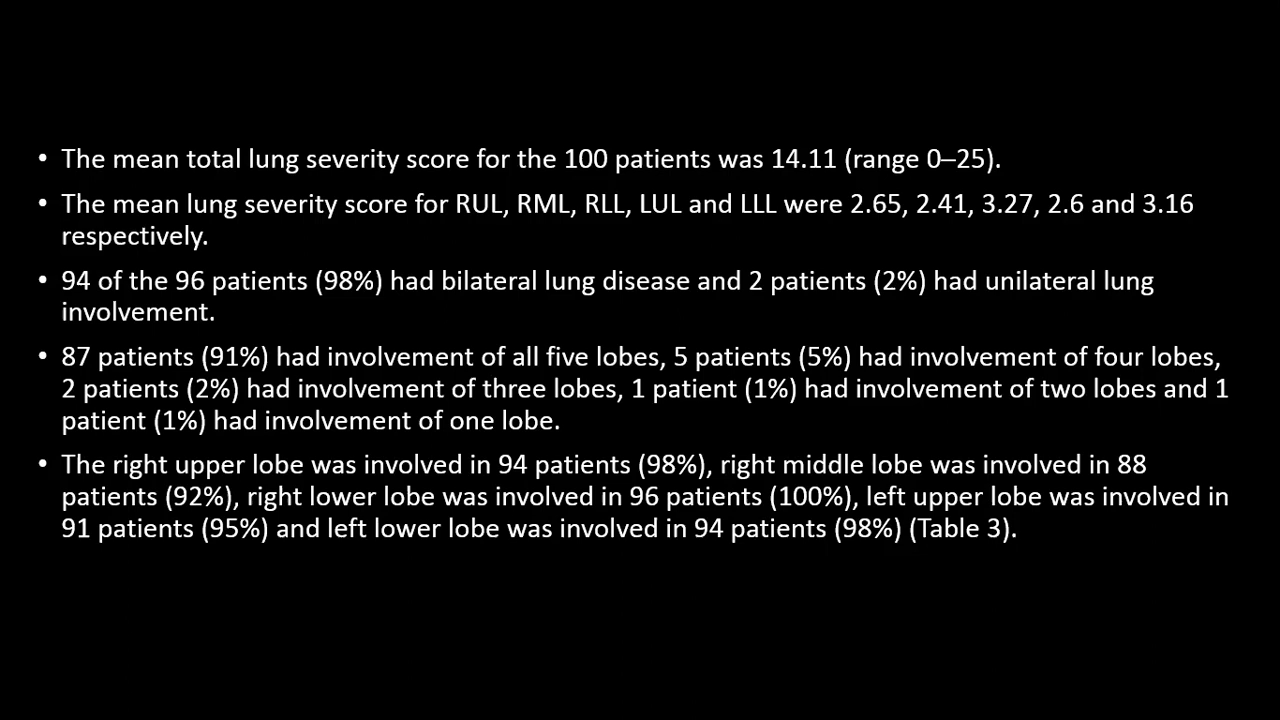 • The mean total lung severity score for the 100 patients was 14.11 (range 0–25).
• The mean lung severity score for RUL, RML, RLL, LUL and LLL were 2.65, 2.41, 3.27, 2.6 and 3.16
respectively.
• 94 of the 96 patients (98%) had bilateral lung disease and 2 patients (2%) had unilateral lung
involvement.
• 87 patients (91%) had involvement of all five lobes, 5 patients (5%) had involvement of four lobes,
2 patients (2%) had involvement of three lobes, 1 patient (1%) had involvement of two lobes and 1
patient (1%) had involvement of one lobe.
• The right upper lobe was involved in 94 patients (98%), right middle lobe was involved in 88
patients (92%), right lower lobe was involved in 96 patients (100%), left upper lobe was involved in
91 patients (95%) and left lower lobe was involved in 94 patients (98%) (Table 3).